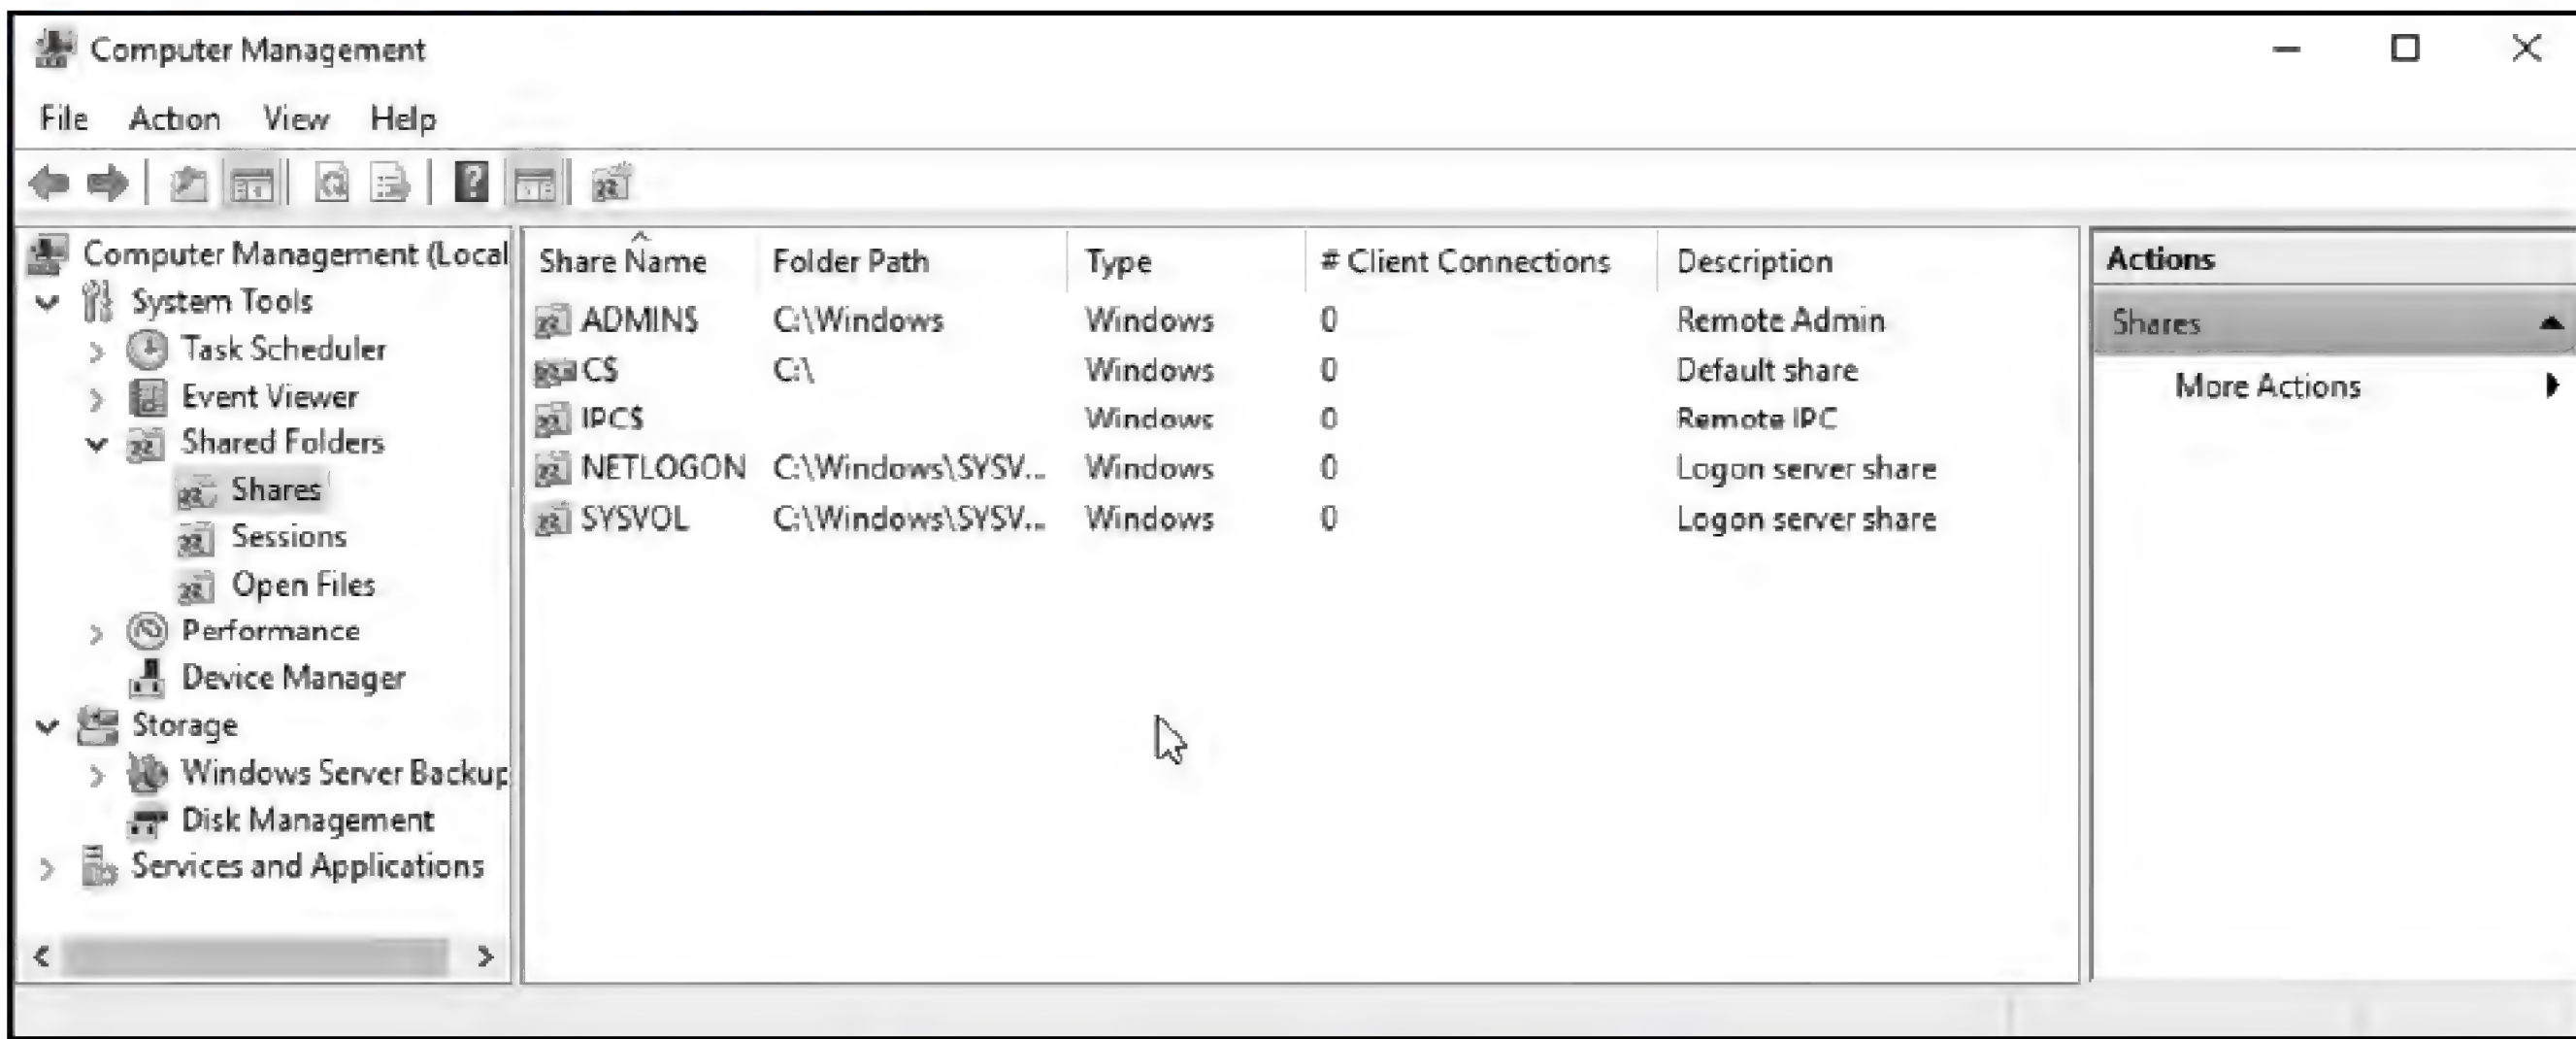 Computer Management
File Action View Help
Computer Management (Local
System Tools
Task Scheduler
Event Viewer
Shared Folders
Shares
Sessions
Open Files
Performance
Device Manager
Storage
Windows Server Backup
Disk Management
Services and Applications
Share Name Folder Path Type # Client Connections Description
ADMIN$ C:\Windows Windows 0 Remote Admin
C$ C:\ Windows 0 Default share
IPC$ Windows 0 Remote IPC
NETLOGON C:\Windows\SYSV... Windows 0 Logon server share
SYSVOL C:\Windows\SYSV... Windows 0 Logon server share
Actions
Shares
More Actions